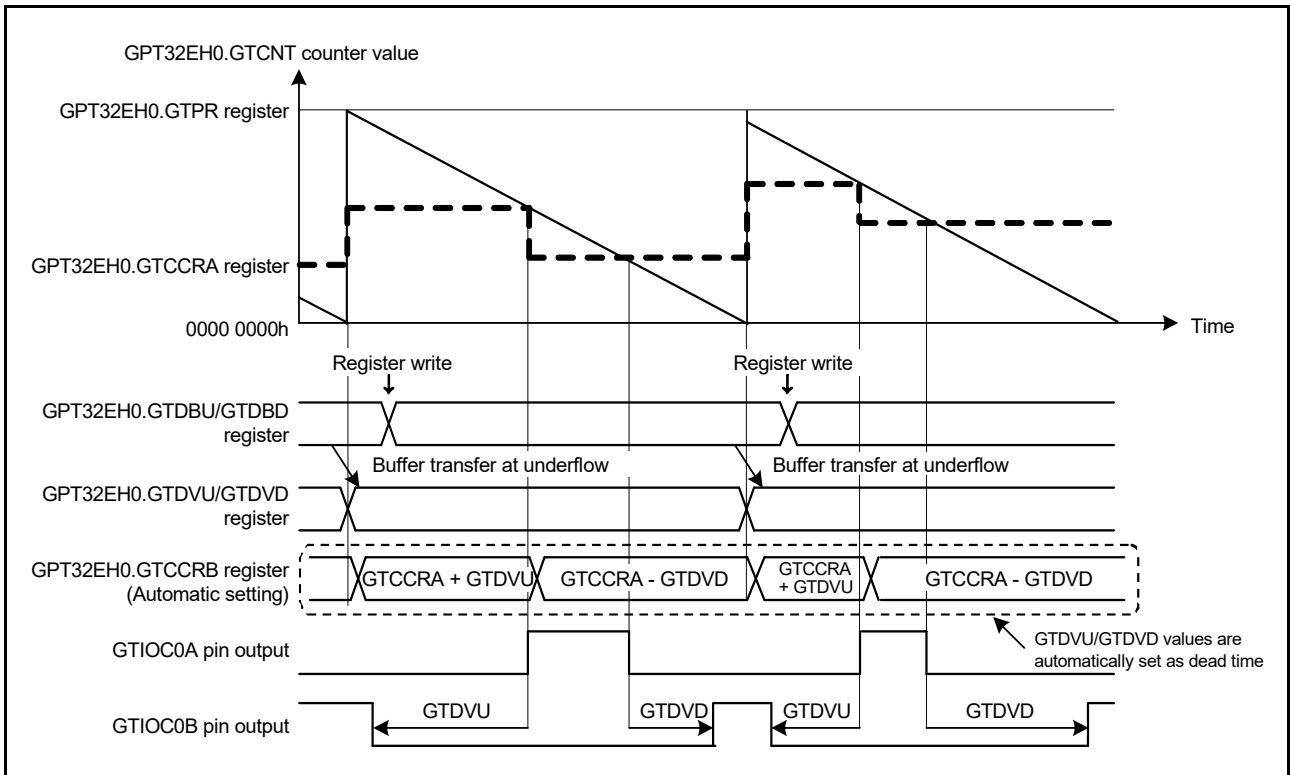 GPT32EH0.GTCNT counter value
GPT32EH0.GTPR register
GPT32EH0.GTCCRA register
0000 0000h
Time
Register write
Register write
GPT32EH0.GTDBU/GTDBD
register
Buffer transfer at underflow
Buffer transfer at underflow
GPT32EH0.GTDVU/GTDVD
register
GPT32EH0.GTCCRB register
(Automatic setting)
GTCCRA + GTDVU
GTCCRA - GTDVD
GTCCRA
+ GTDVU
GTCCRA - GTDVD
GTIOC0A pin output
GTDVU/GTDVD values are
automatically set as dead time
GTIOC0B pin output
GTDVU
GTDVD
GTDVU
GTDVD